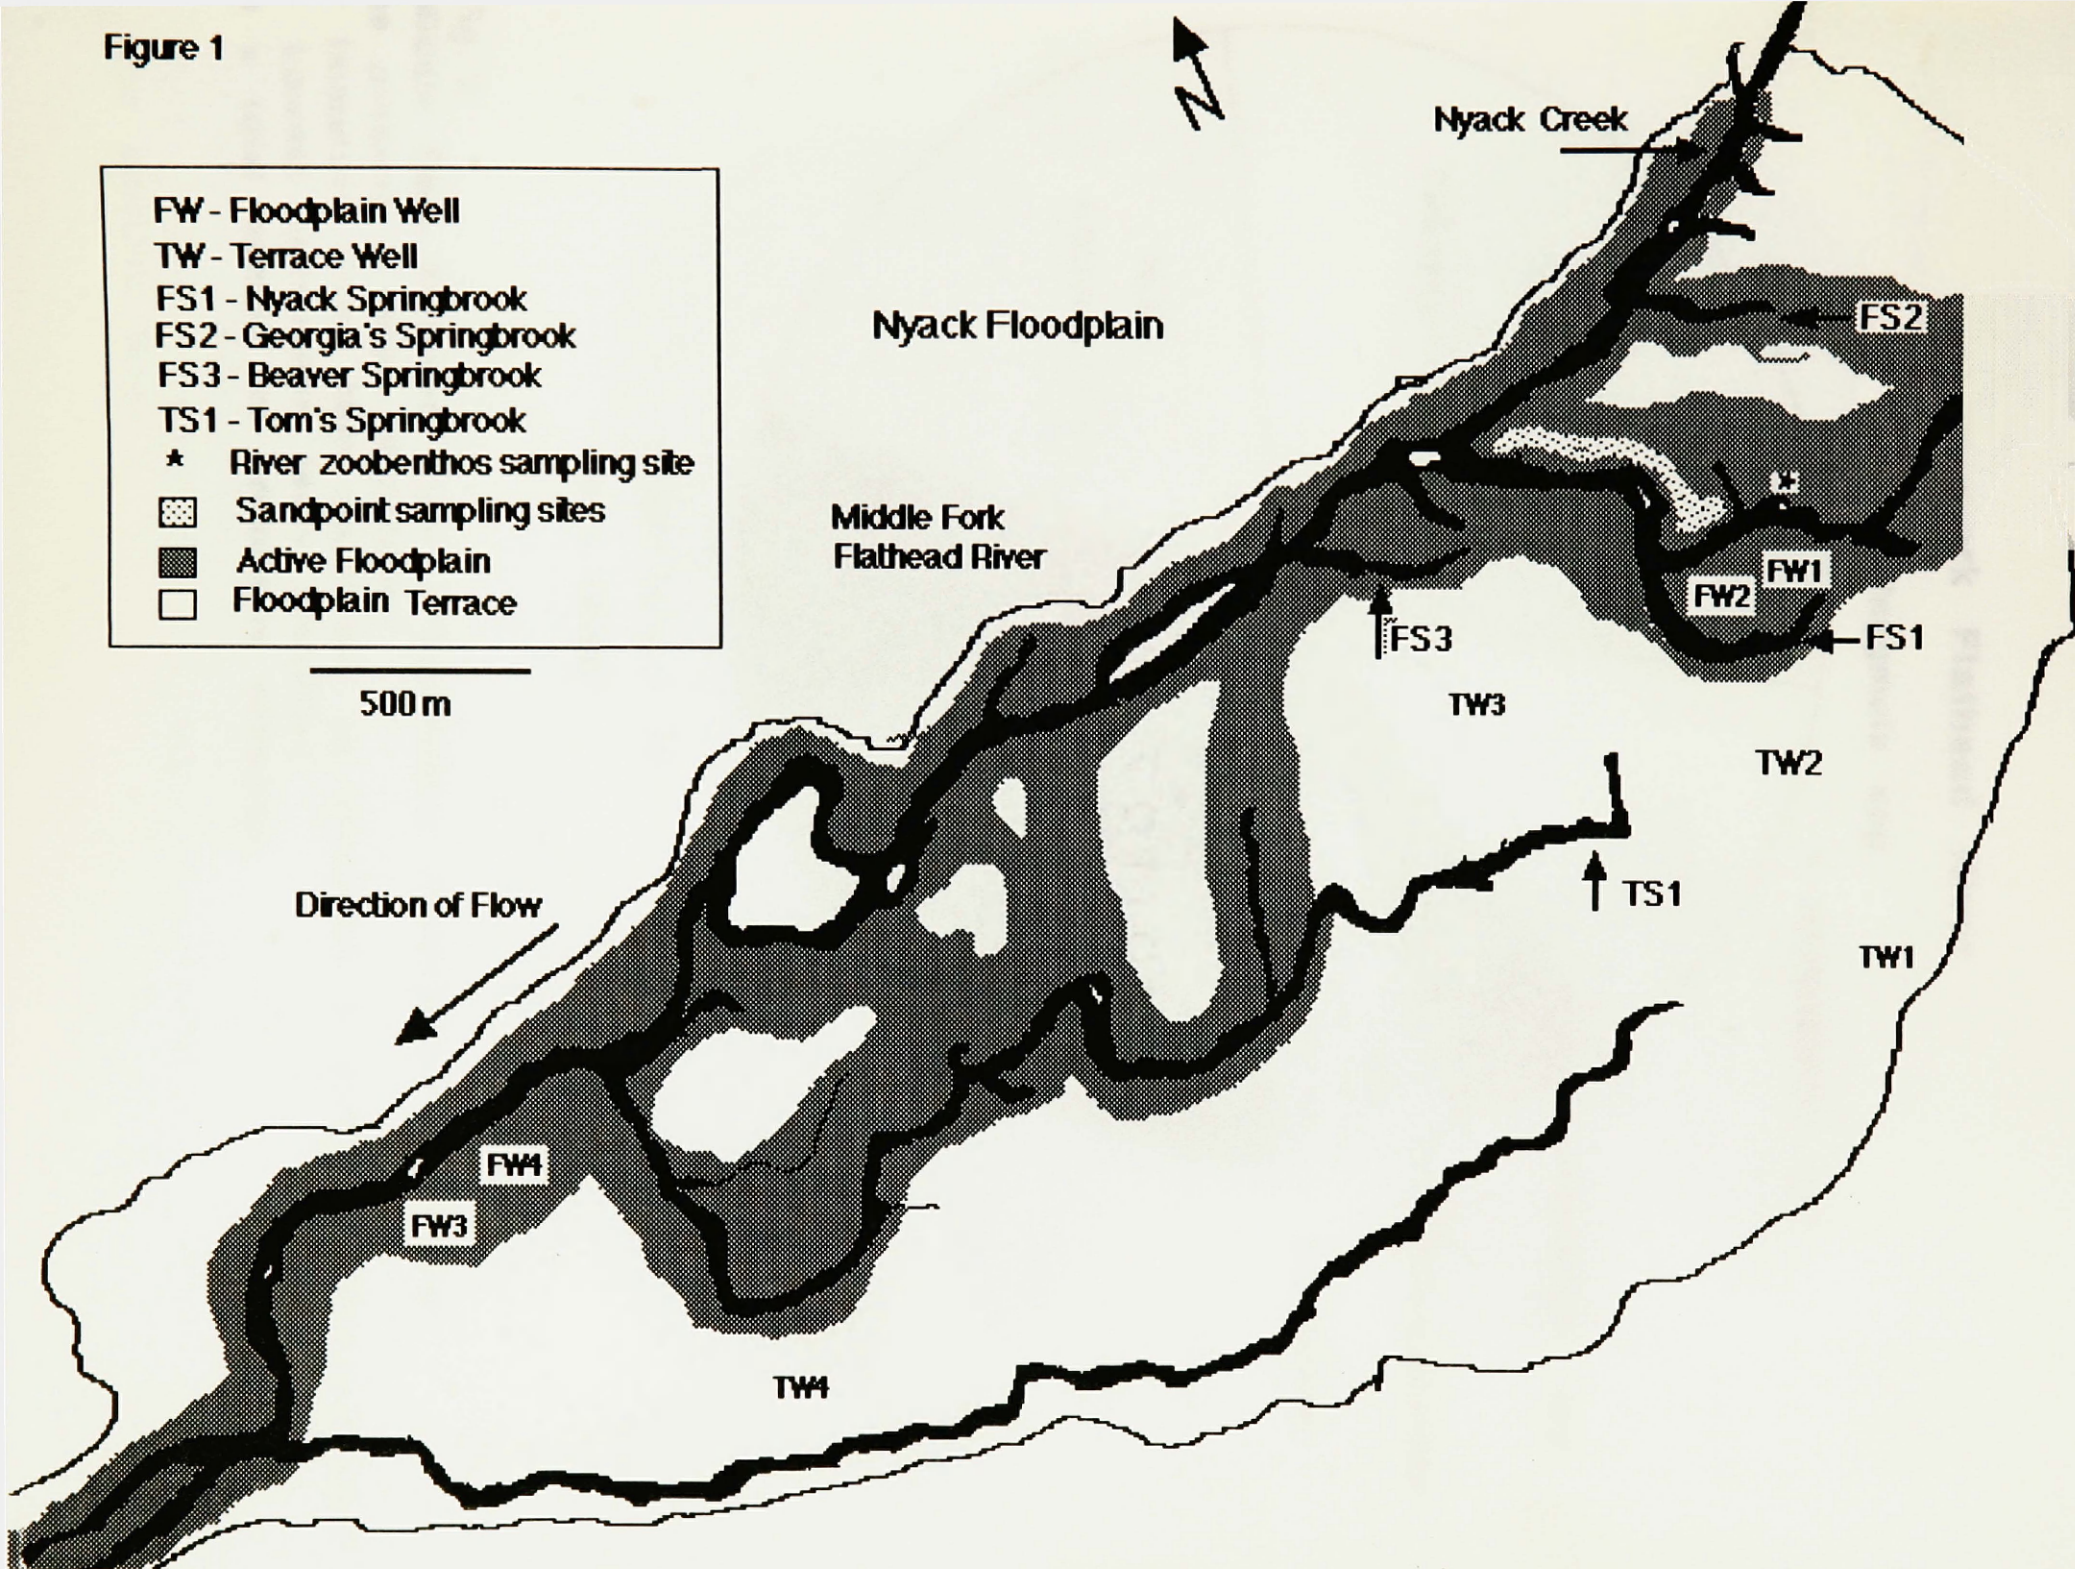 Figure 1
N
Nyack Creek
FW - Floodplain Well
TW - Terrace Well
FS1 - Nyack Springbrook
FS2 - Georgia's Springbrook
FS3 - Beaver Springbrook
TS1 - Tom's Springbrook
* River zoobenthos sampling site
Sandpoint sampling sites
Active Floodplain
Floodplain Terrace
500 m
Nyack Floodplain
Middle Fork
Flathead River
Direction of Flow
FS2
*
FW1
FW2
FS1
FS3
TW3
TW2
TS1
TW1
FW4
FW3
TW4